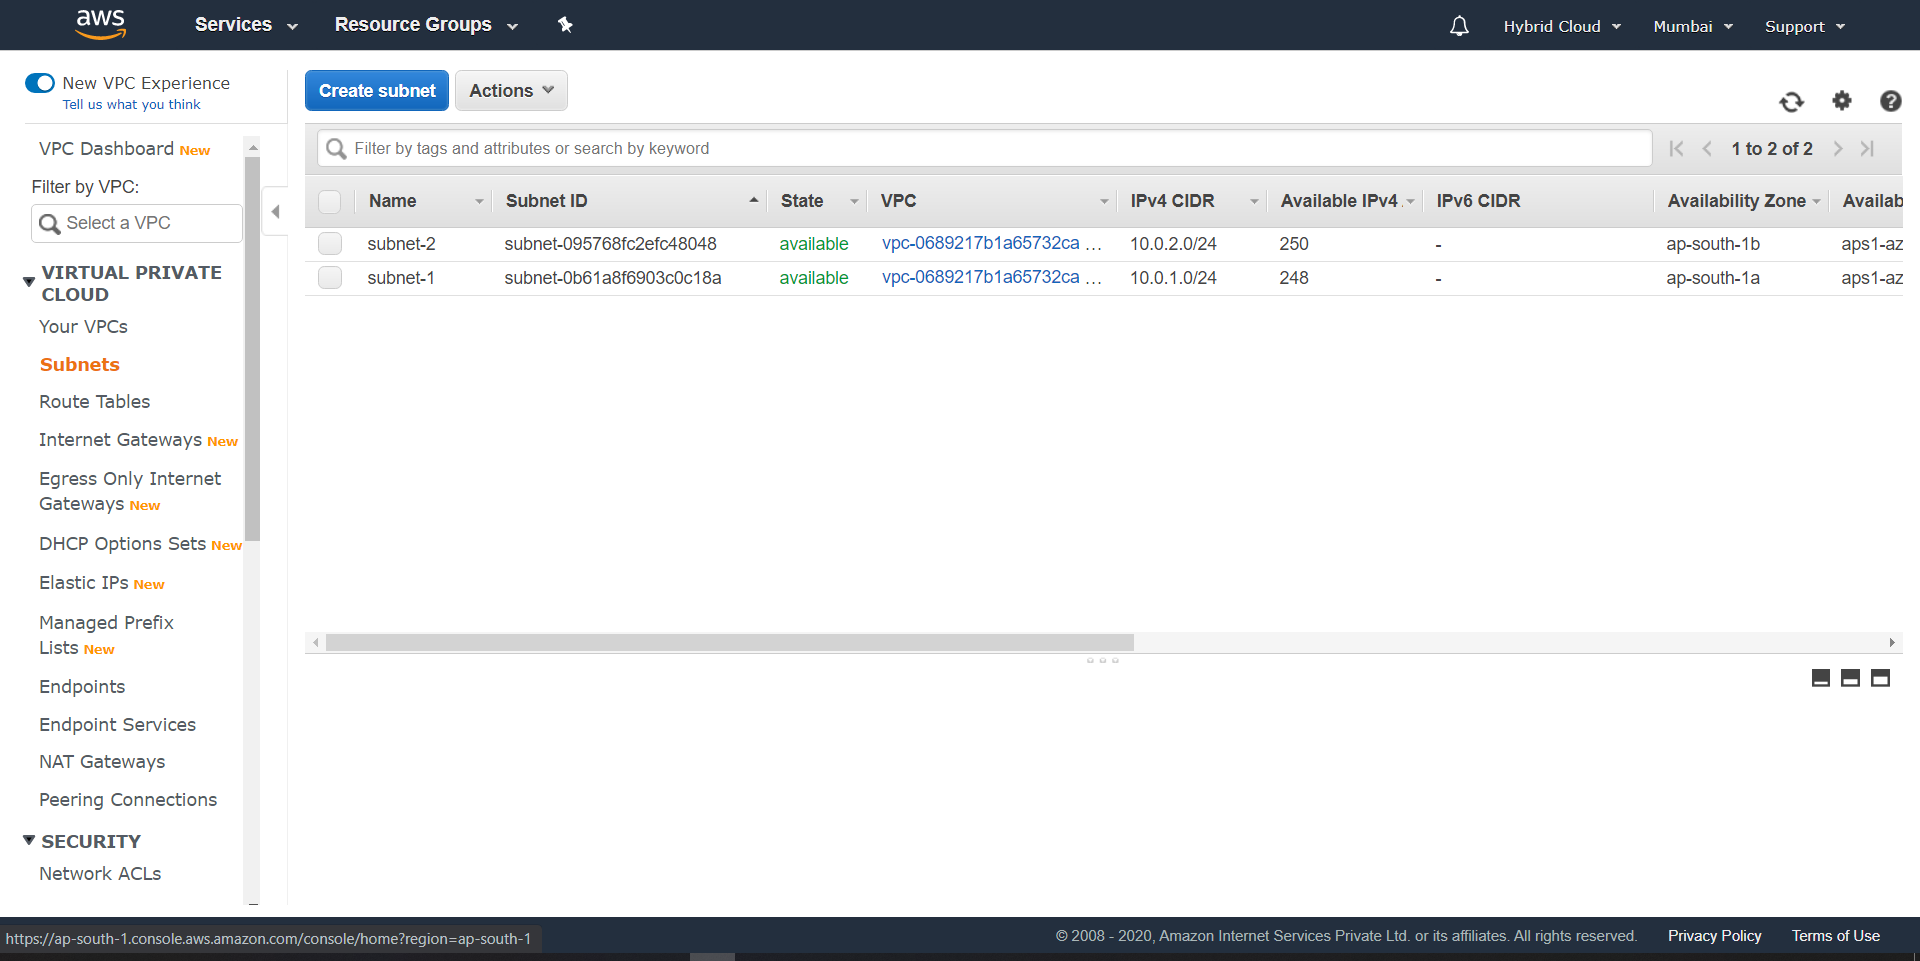 aws Services Resource Groups Hybrid Cloud Mumbai Support
New VPC Experience
Tell us what you think
Create subnet Actions
VPC Dashboard New
Filter by VPC:
Select a VPC
VIRTUAL PRIVATE
CLOUD
Your VPCs
Subnets
Route Tables
Internet Gateways New
Egress Only Internet
Gateways New
DHCP Options Sets New
Elastic IPs New
Managed Prefix
Lists New
Endpoints
Endpoint Services
NAT Gateways
Peering Connections
SECURITY
Network ACLs
Filter by tags and attributes or search by keyword 1 to 2 of 2
Name Subnet ID State VPC IPv4 CIDR Available IPv4 IPv6 CIDR Availability Zone Availab
subnet-2 subnet-095768fc2efc48048 available vpc-0689217b1a65732ca ... 10.0.2.0/24 250 - ap-south-1b aps1-az
subnet-1 subnet-0b61a8f6903c0c18a available vpc-0689217b1a65732ca ... 10.0.1.0/24 248 - ap-south-1a aps1-az
https://ap-south-1.console.aws.amazon.com/console/home?region=ap-south-1
© 2008 - 2020, Amazon Internet Services Private Ltd. or its affiliates. All rights reserved. Privacy Policy Terms of Use